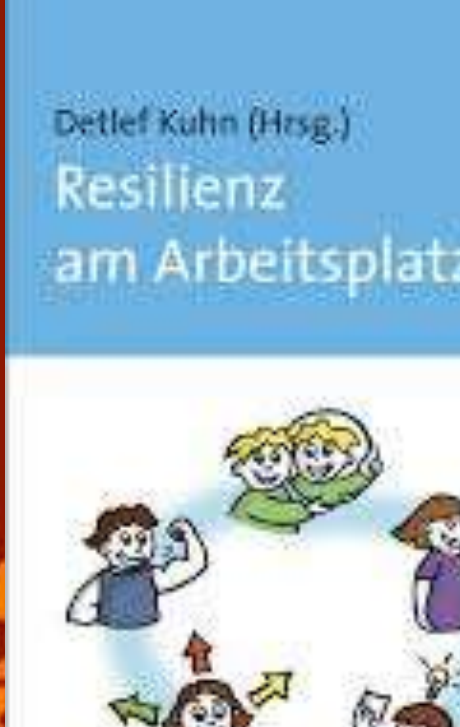 Detlef Kuhn (Hrsg.)
Resilienz
am Arbeitsplatz